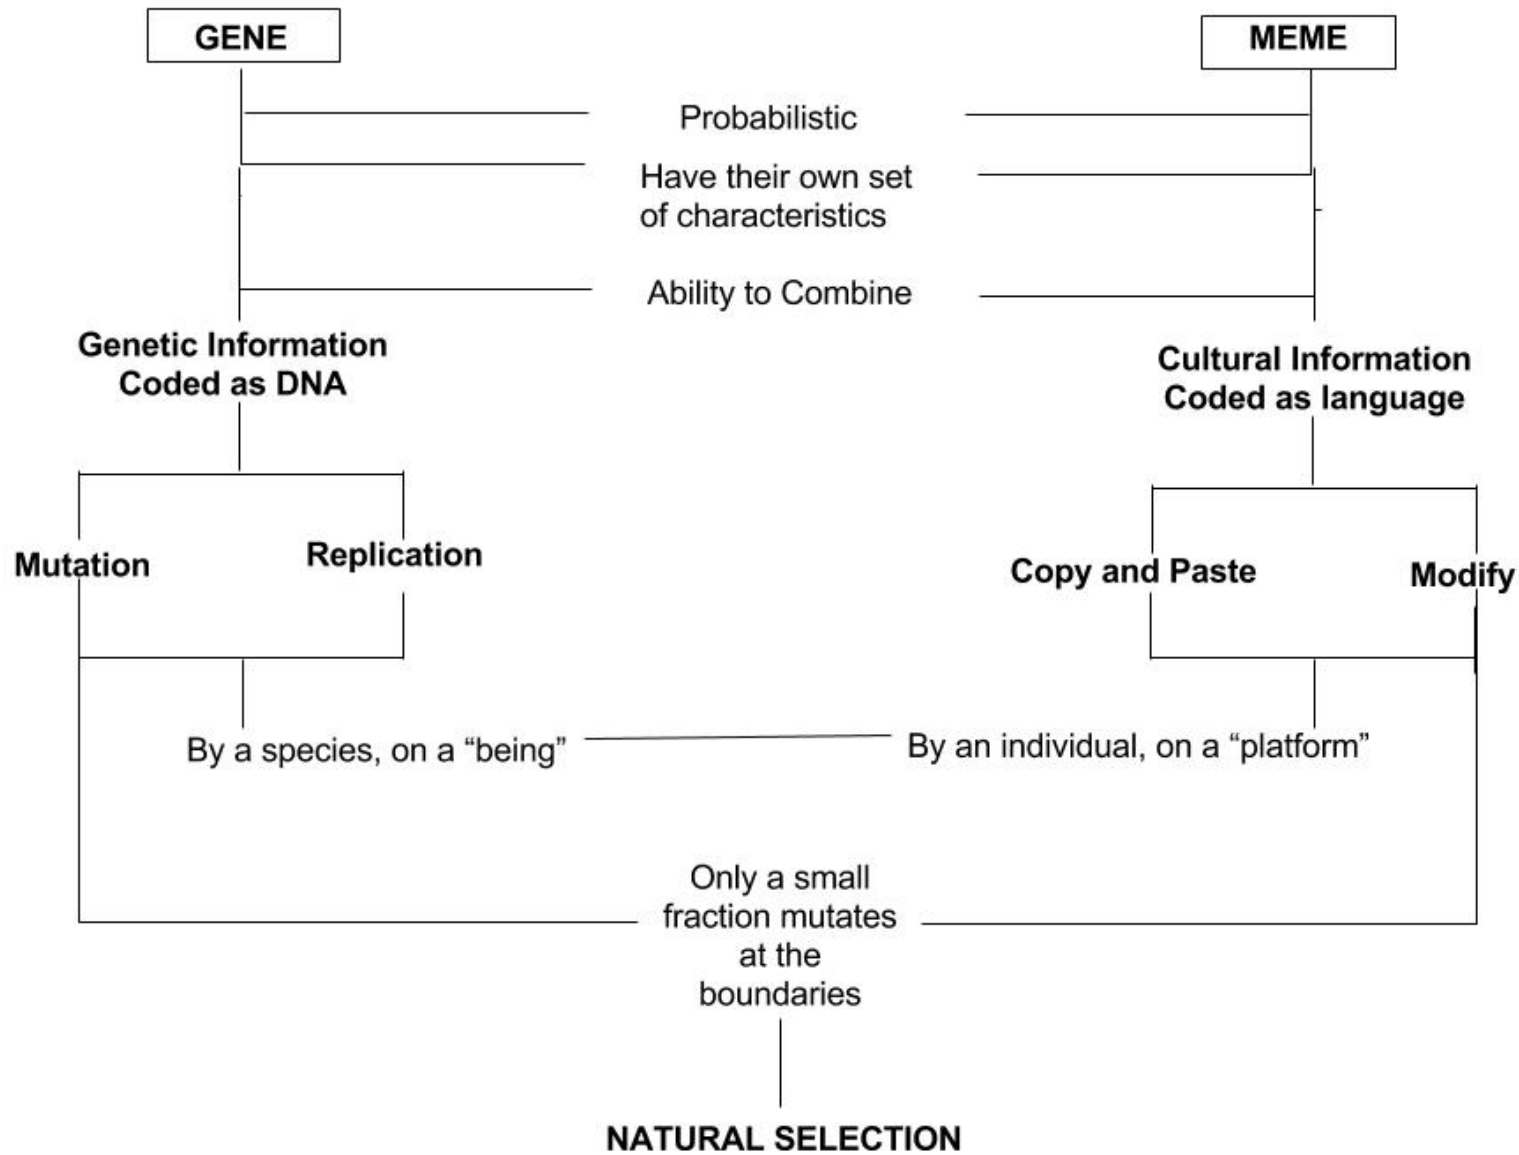 GENE
MEME
Probabilistic
Have their own set
of characteristics
Ability to Combine
Genetic Information
Coded as DNA
Cultural Information
Coded as language
Mutation
Replication
Copy and Paste
Modify
By a species, on a “being”
By an individual, on a “platform”
Only a small
fraction mutates
at the
boundaries
NATURAL SELECTION